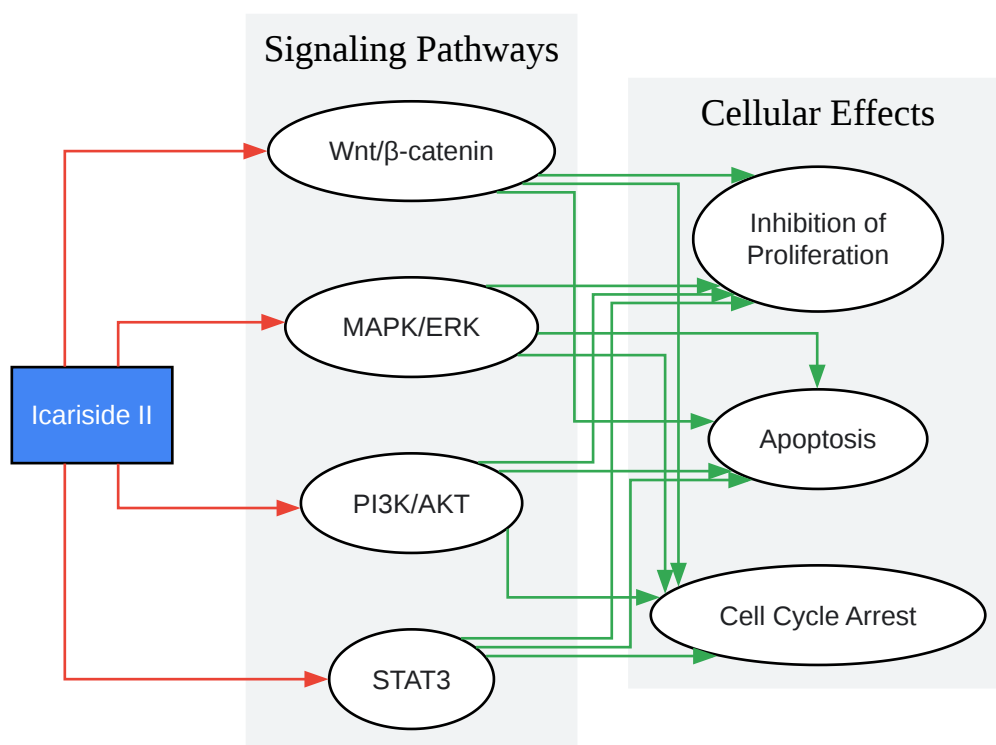 Signaling Pathways
Cellular Effects
Wnt/β-catenin
Inhibition of
Proliferation
MAPK/ERK
Icariside II
Apoptosis
PI3K/AKT
Cell Cycle Arrest
STAT3